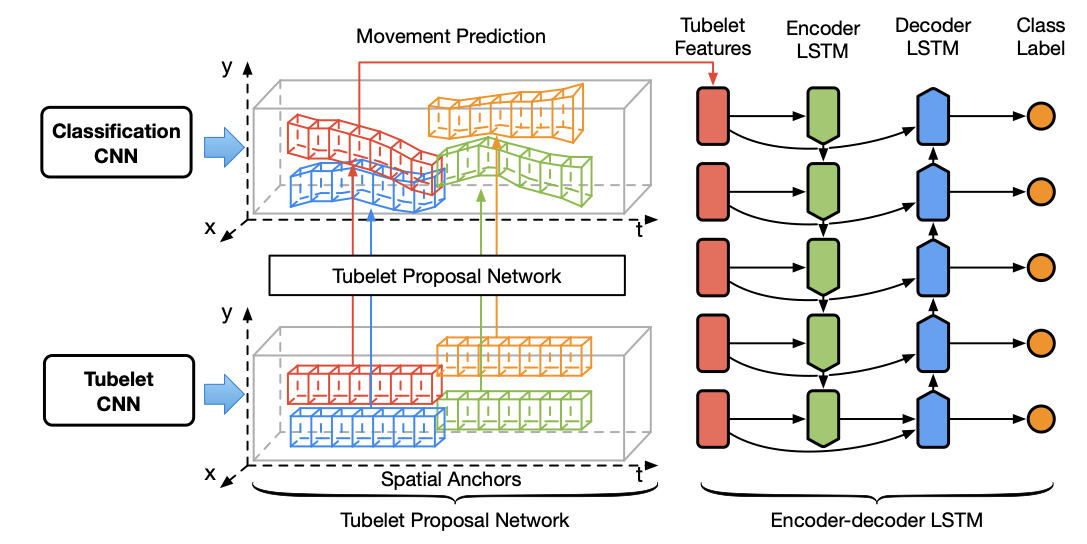 Movement Prediction
Tubelet
Features
Encoder
LSTM
Decoder
LSTM
Class
Label
y
Classification
CNN
x
t
Tubelet Proposal Network
y
Tubelet
CNN
x
Spatial Anchors
t
Tubelet Proposal Network
Encoder-decoder LSTM